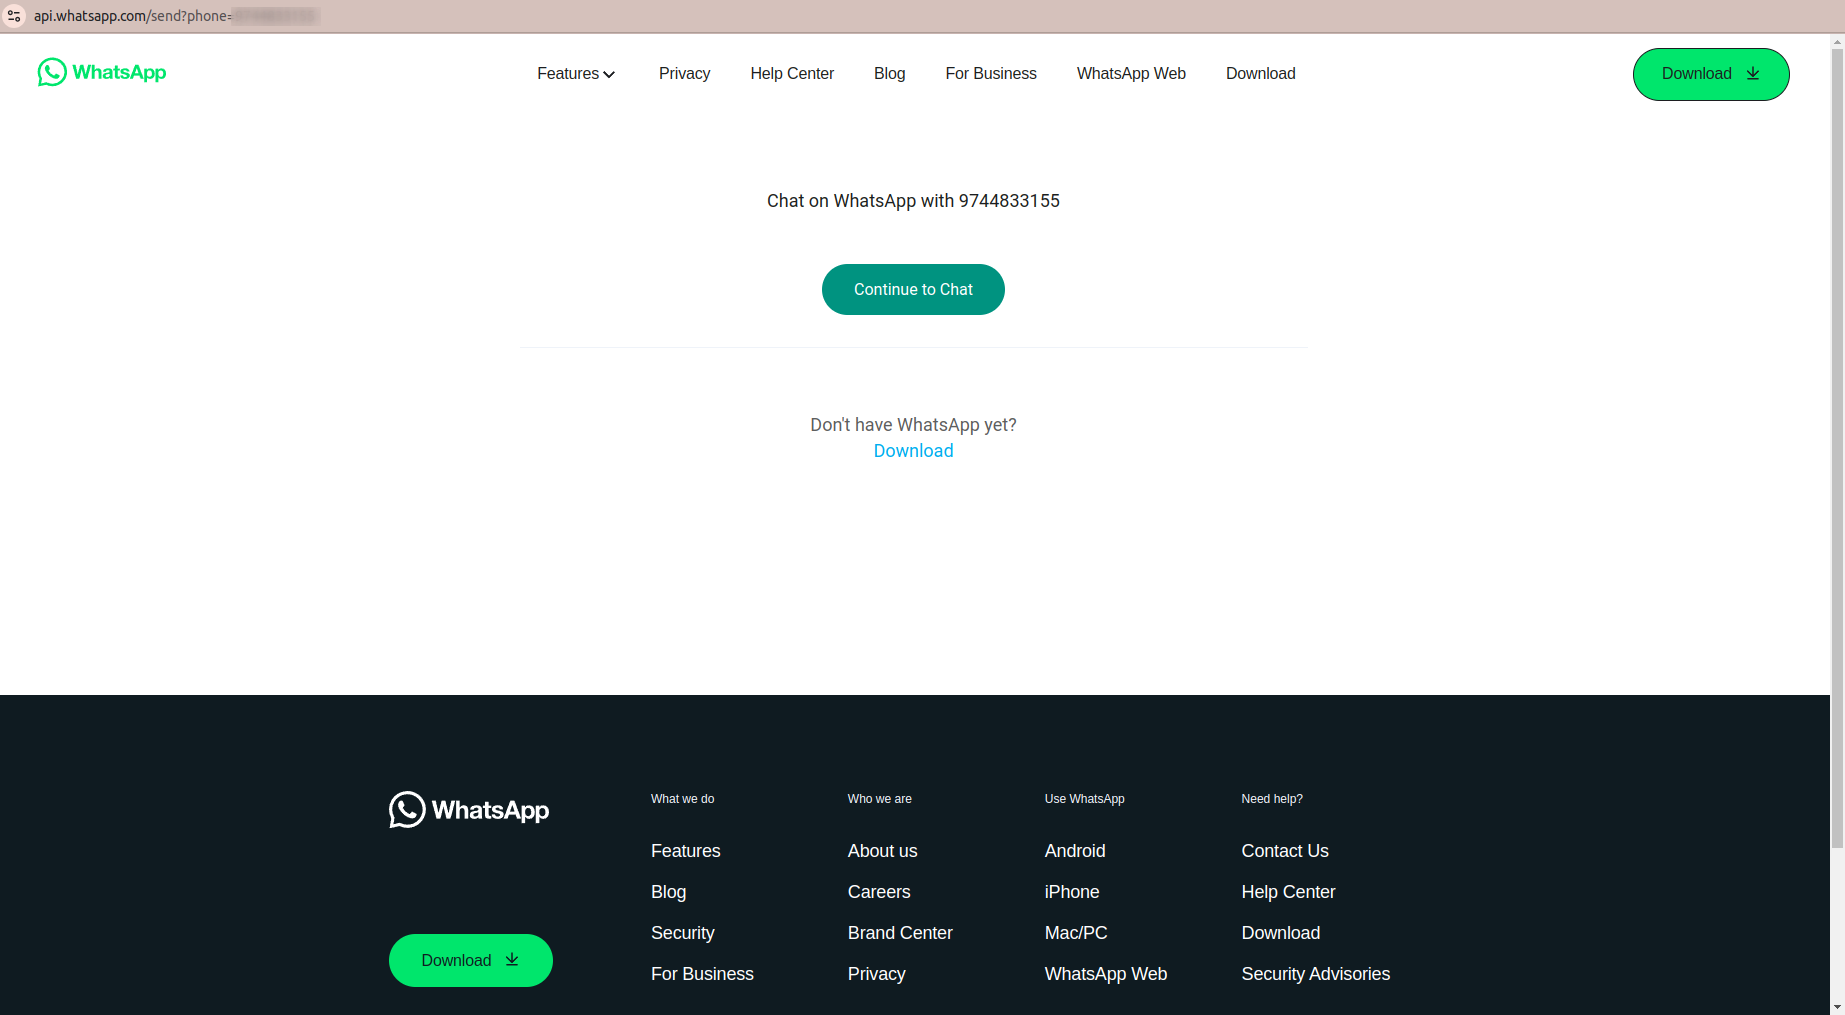 api.whatsapp.com/send?phone=
WhatsApp
Features Privacy Help Center Blog For Business WhatsApp Web Download
Download
Chat on WhatsApp with 9744833155
Continue to Chat
Don't have WhatsApp yet?
Download
WhatsApp
Download
What we do
Features
Blog
Security
For Business
Who we are
About us
Careers
Brand Center
Privacy
Use WhatsApp
Android
iPhone
Mac/PC
WhatsApp Web
Need help?
Contact Us
Help Center
Download
Security Advisories